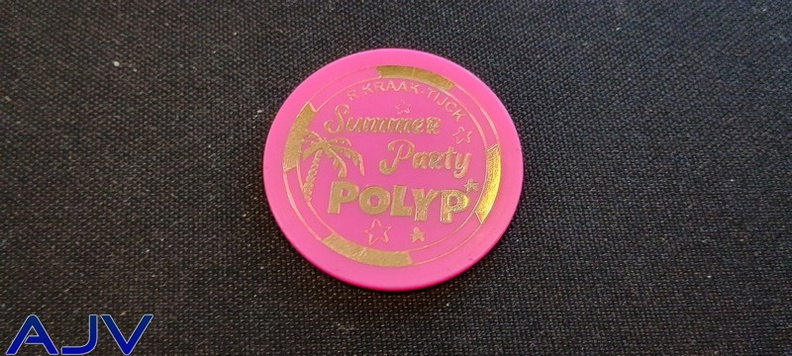 R KRAAK-TIJCK
Summer
Party
POLYP
AJV